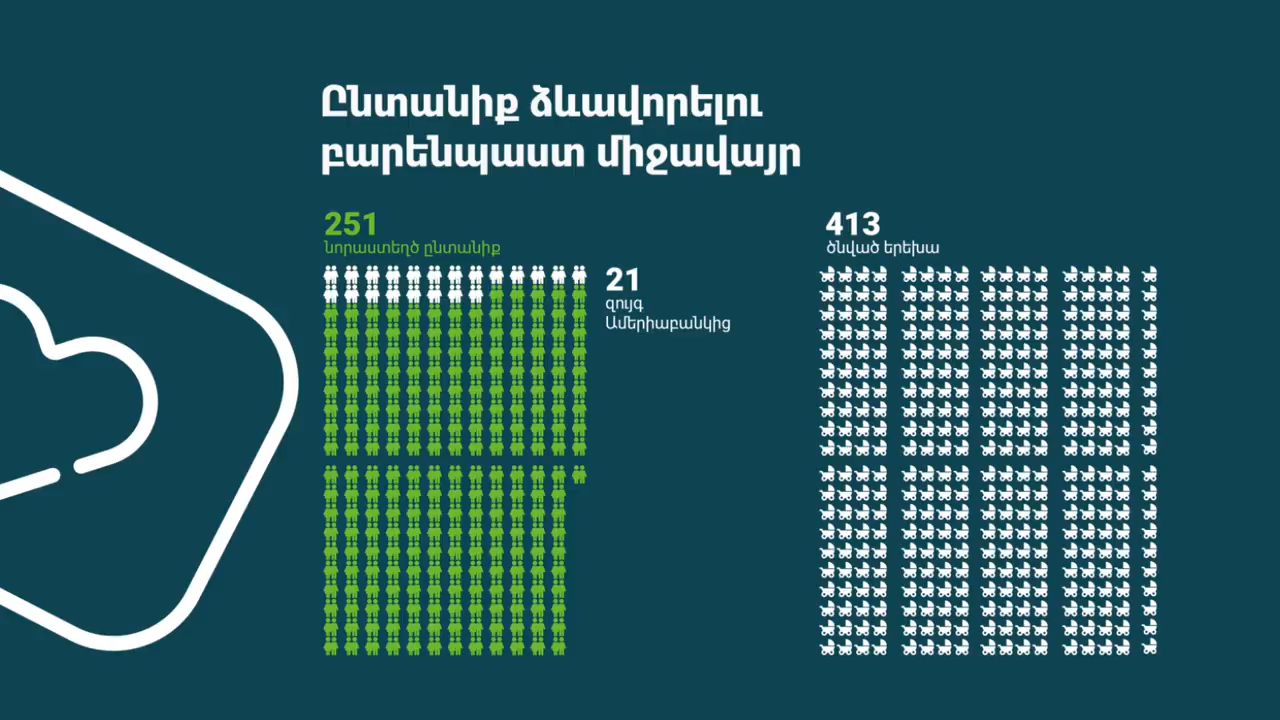 Ընտանիք ձևավորելու
բարենպաստ միջավայր
251
նորաստեղծ ընտանիք
21
զույգ
Ամերիաբանկից
413
ծնված երեխա